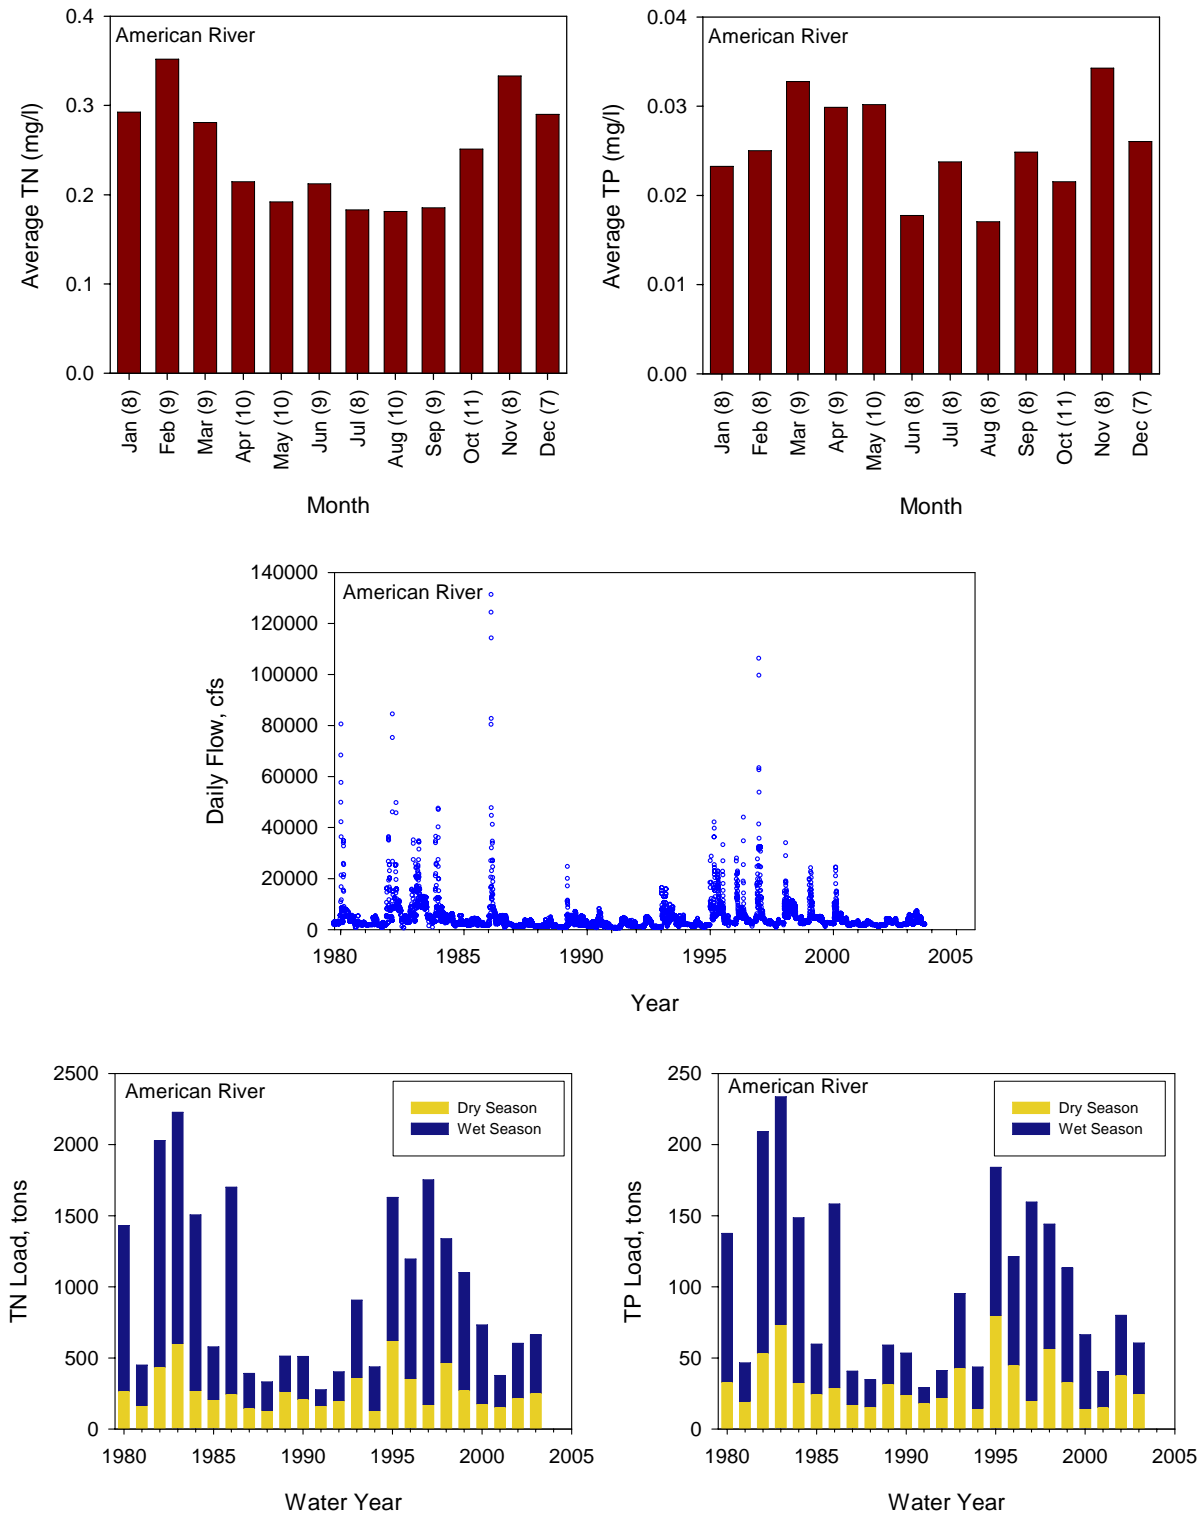 American River
Average TN (mg/l)
0.4
0.3
0.2
0.1
0.0
Jan (8)
Feb (9)
Mar (9)
Apr (10)
May (10)
Jun (9)
Jul (8)
Aug (10)
Sep (9)
Oct (11)
Nov (8)
Dec (7)
Month
American River
Average TP (mg/l)
0.04
0.03
0.02
0.01
0.00
Jan (8)
Feb (8)
Mar (9)
Apr (9)
May (10)
Jun (8)
Jul (8)
Aug (8)
Sep (8)
Oct (11)
Nov (8)
Dec (7)
Month
American River
Daily Flow, cfs
140000
120000
100000
80000
60000
40000
20000
0
1980 1985 1990 1995 2000 2005
Year
American River
Dry Season
Wet Season
TN Load, tons
2500
2000
1500
1000
500
0
1980 1985 1990 1995 2000 2005
Water Year
American River
Dry Season
Wet Season
TP Load, tons
250
200
150
100
50
0
1980 1985 1990 1995 2000 2005
Water Year